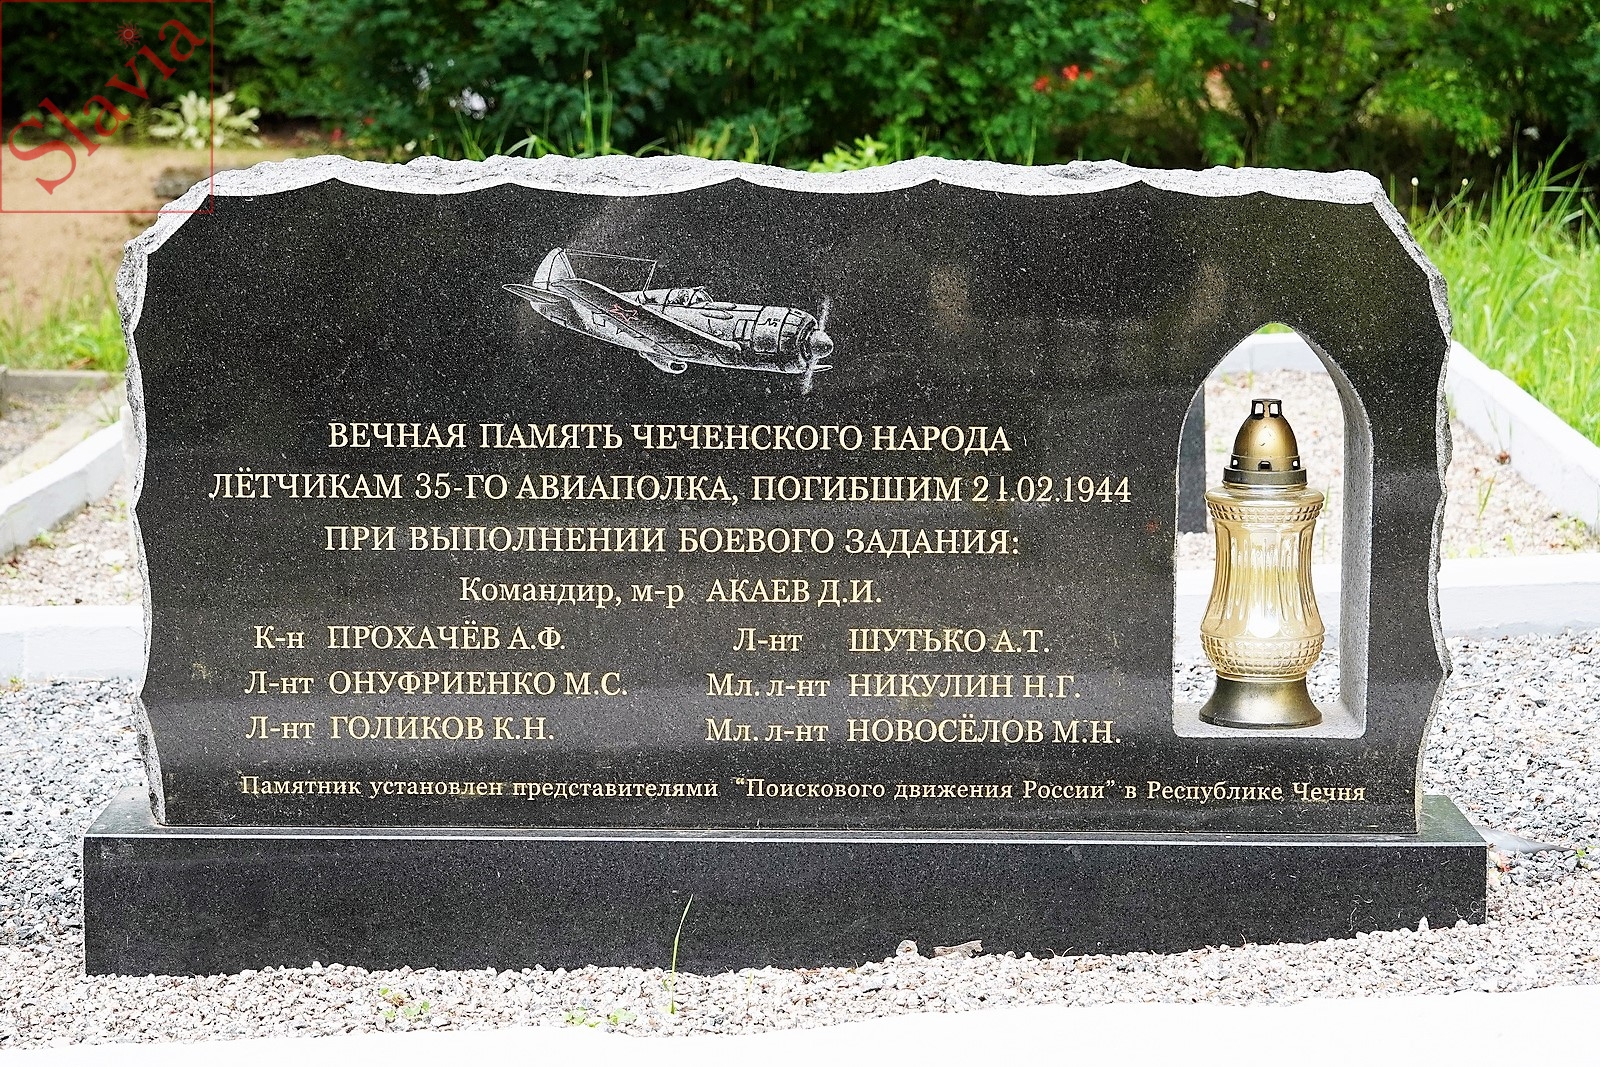 Slavia
ВЕЧНАЯ ПАМЯТЬ ЧЕЧЕНСКОГО НАРОДА
ЛЁТЧИКАМ 35-ГО АВИАПОЛКА, ПОГИБШИМ 21.02.1944
ПРИ ВЫПОЛНЕНИИ БОЕВОГО ЗАДАНИЯ:
Командир, м-р АКАЕВ Д.И.
К-н ПРОХАЧЁВ А.Ф. Л-нт ШУТЬКО А.Т.
Л-нт ОНУФРИЕНКО М.С. Мл. л-нт НИКУЛИН Н.Г.
Л-нт ГОЛИКОВ К.Н. Мл. л-нт НОВОСЁЛОВ М.Н.
Памятник установлен представителями “Поискового движения России” в Республике Чечня